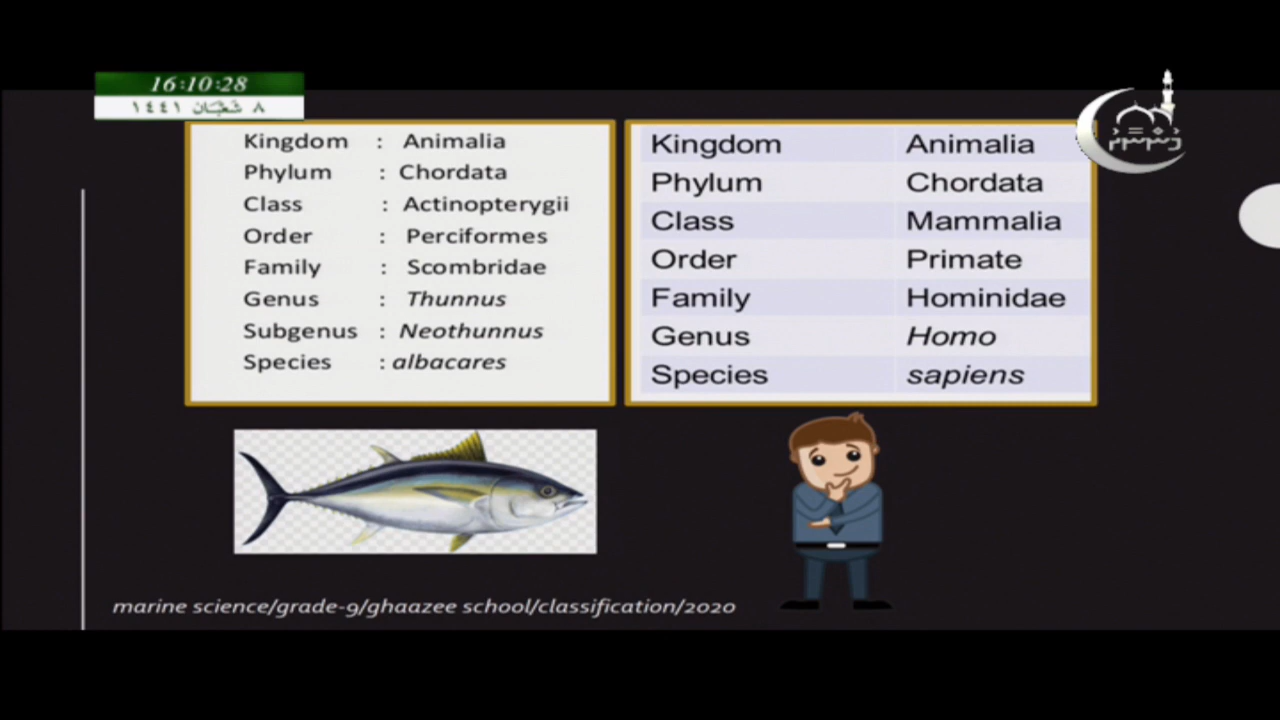 16:10:28
٨ شَعْبَان ١٤٤١
Kingdom : Animalia
Phylum : Chordata
Class : Actinopterygii
Order : Perciformes
Family : Scombridae
Genus : Thunnus
Subgenus : Neothunnus
Species : albacares
Kingdom Animalia
Phylum Chordata
Class Mammalia
Order Primate
Family Hominidae
Genus Homo
Species sapiens
marine science/grade-9/ghaazee school/classification/2020